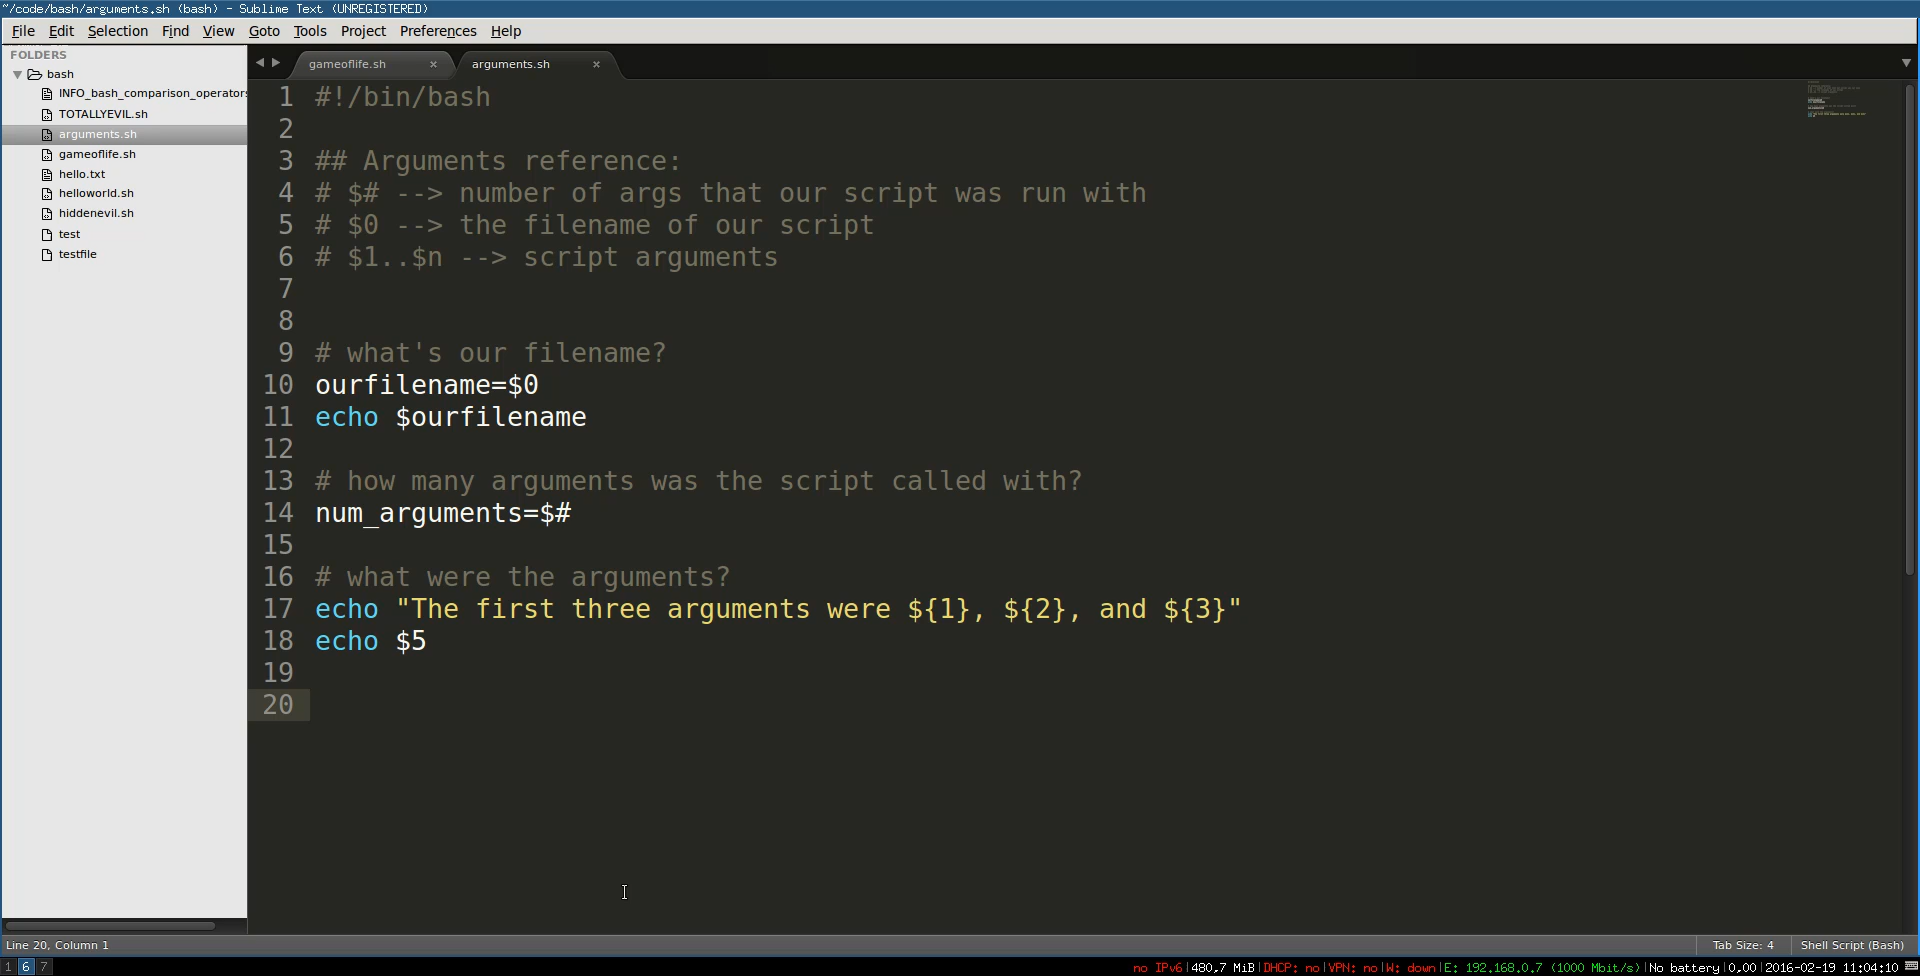 ~/code/bash/arguments.sh (bash) - Sublime Text (UNREGISTERED)
File Edit Selection Find View Goto Tools Project Preferences Help
FOLDERS
bash
INFO_bash_comparison_operators
TOTALLYEVIL.sh
arguments.sh
gameoflife.sh
hello.txt
helloworld.sh
hiddenevil.sh
test
testfile
gameoflife.sh × arguments.sh ×
1 #!/bin/bash
2
3 ## Arguments reference:
4 # $# --> number of args that our script was run with
5 # $0 --> the filename of our script
6 # $1..$n --> script arguments
7
8
9 # what's our filename?
10 ourfilename=$0
11 echo $ourfilename
12
13 # how many arguments was the script called with?
14 num_arguments=$#
15
16 # what were the arguments?
17 echo "The first three arguments were ${1}, ${2}, and ${3}"
18 echo $5
19
20
Line 20, Column 1 Tab Size: 4 Shell Script (Bash)
1 6 7 no IPv6|480,7 MiB|DHCP: no|VPN: no|W: down|E: 192.168.0.7 (1000 Mbit/s)|No battery|0,00|2016-02-19 11:04:10